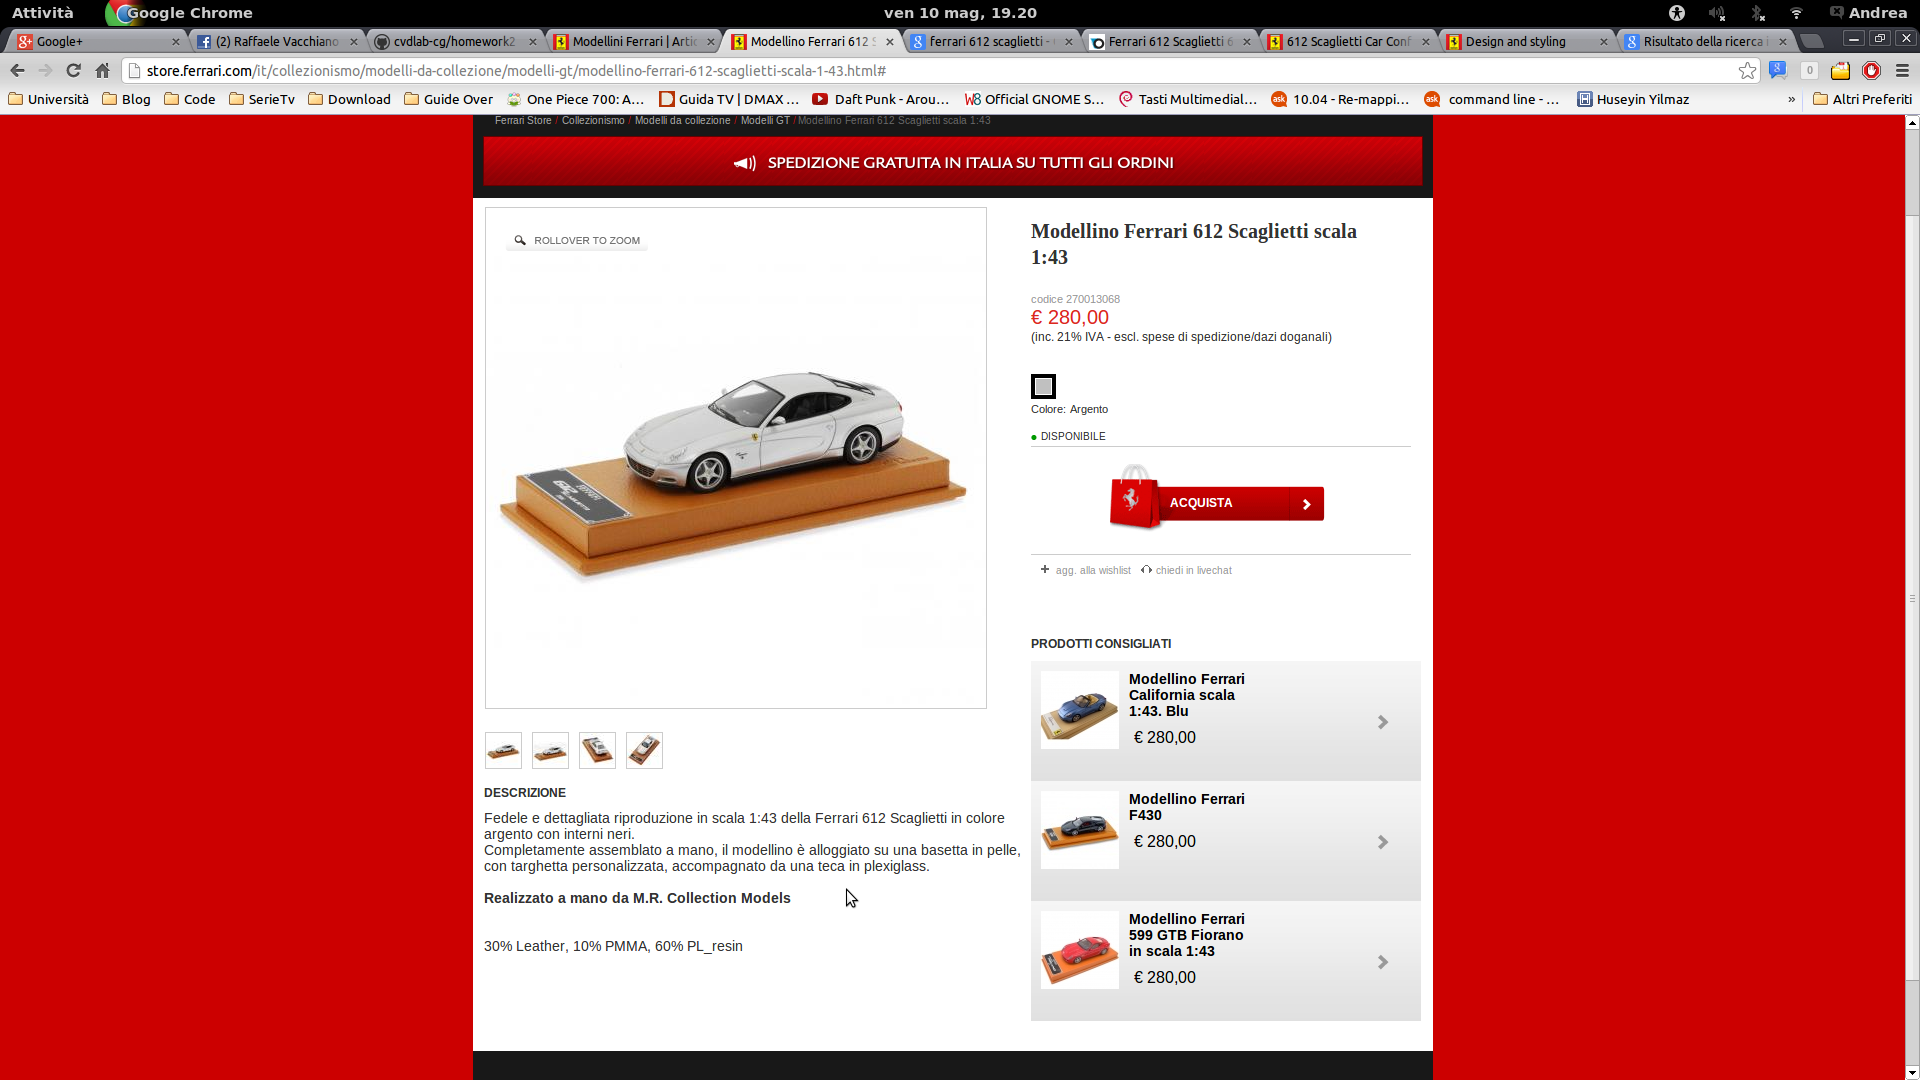 Attività
Google Chrome
ven 10 mag, 19.20
Andrea
Google+
(2) Raffaele Vacchiano
cvdlab-cg/homework2
Modellini Ferrari | Artic
Modellino Ferrari 612 S
ferrari 612 scaglietti -
Ferrari 612 Scaglietti 6
612 Scaglietti Car Conf
Design and styling
Risultato della ricerca i
store.ferrari.com/it/collezionismo/modelli-da-collezione/modelli-gt/modellino-ferrari-612-scaglietti-scala-1-43.html#
0
Università
Blog
Code
SerieTv
Download
Guide Over
One Piece 700: A...
Guida TV | DMAX ...
Daft Punk - Arou...
Official GNOME S...
Tasti Multimedial...
10.04 - Re-mappi...
command line - ...
Huseyin Yilmaz
»
Altri Preferiti
Ferrari Store / Collezionismo / Modelli da collezione / Modelli GT / Modellino Ferrari 612 Scaglietti scala 1:43
SPEDIZIONE GRATUITA IN ITALIA SU TUTTI GLI ORDINI
ROLLOVER TO ZOOM
Modellino Ferrari 612 Scaglietti scala
1:43
codice 270013068
€ 280,00
(inc. 21% IVA - escl. spese di spedizione/dazi doganali)
Colore: Argento
DISPONIBILE
ACQUISTA
agg. alla wishlist
chiedi in livechat
PRODOTTI CONSIGLIATI
Modellino Ferrari
California scala
1:43. Blu
€ 280,00
Modellino Ferrari
F430
€ 280,00
Modellino Ferrari
599 GTB Fiorano
in scala 1:43
€ 280,00
DESCRIZIONE
Fedele e dettagliata riproduzione in scala 1:43 della Ferrari 612 Scaglietti in colore
argento con interni neri.
Completamente assemblato a mano, il modellino è alloggiato su una basetta in pelle,
con targhetta personalizzata, accompagnato da una teca in plexiglass.
Realizzato a mano da M.R. Collection Models
30% Leather, 10% PMMA, 60% PL_resin